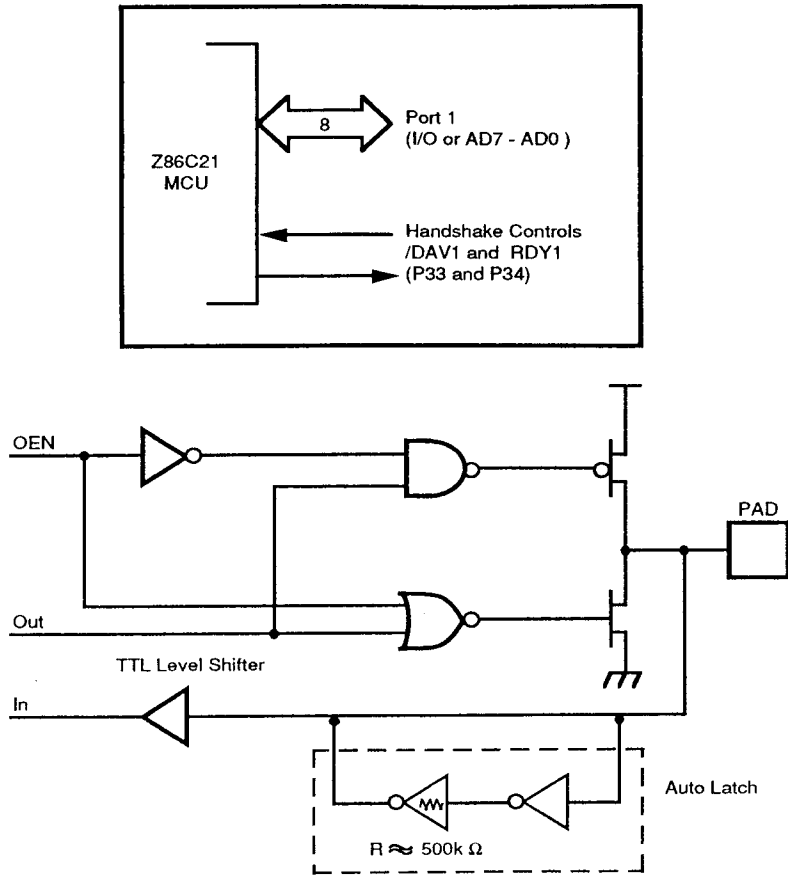 Z86C21
MCU
8
Port 1
(I/O or AD7 - AD0 )
Handshake Controls
/DAV1 and RDY1
(P33 and P34)
OEN
PAD
Out
TTL Level Shifter
In
Auto Latch
R ≈ 500k Ω